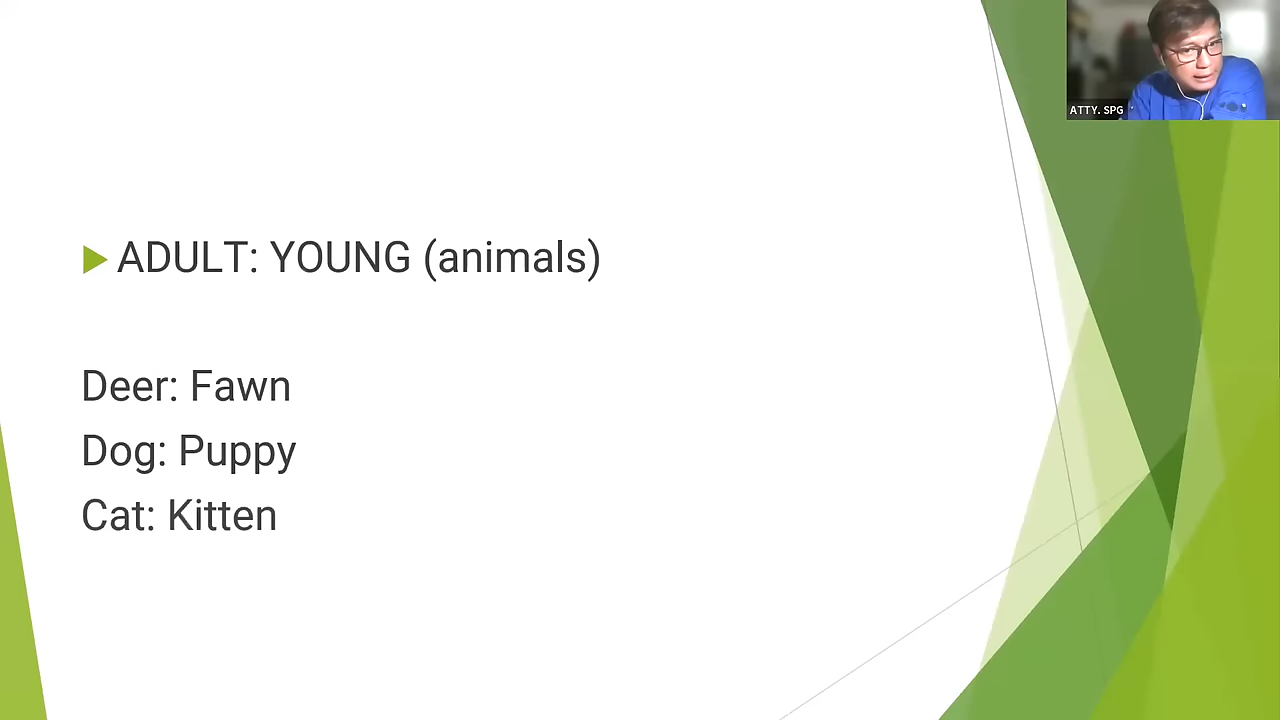 ATTY. SPG
ADULT: YOUNG (animals)
Deer: Fawn
Dog: Puppy
Cat: Kitten